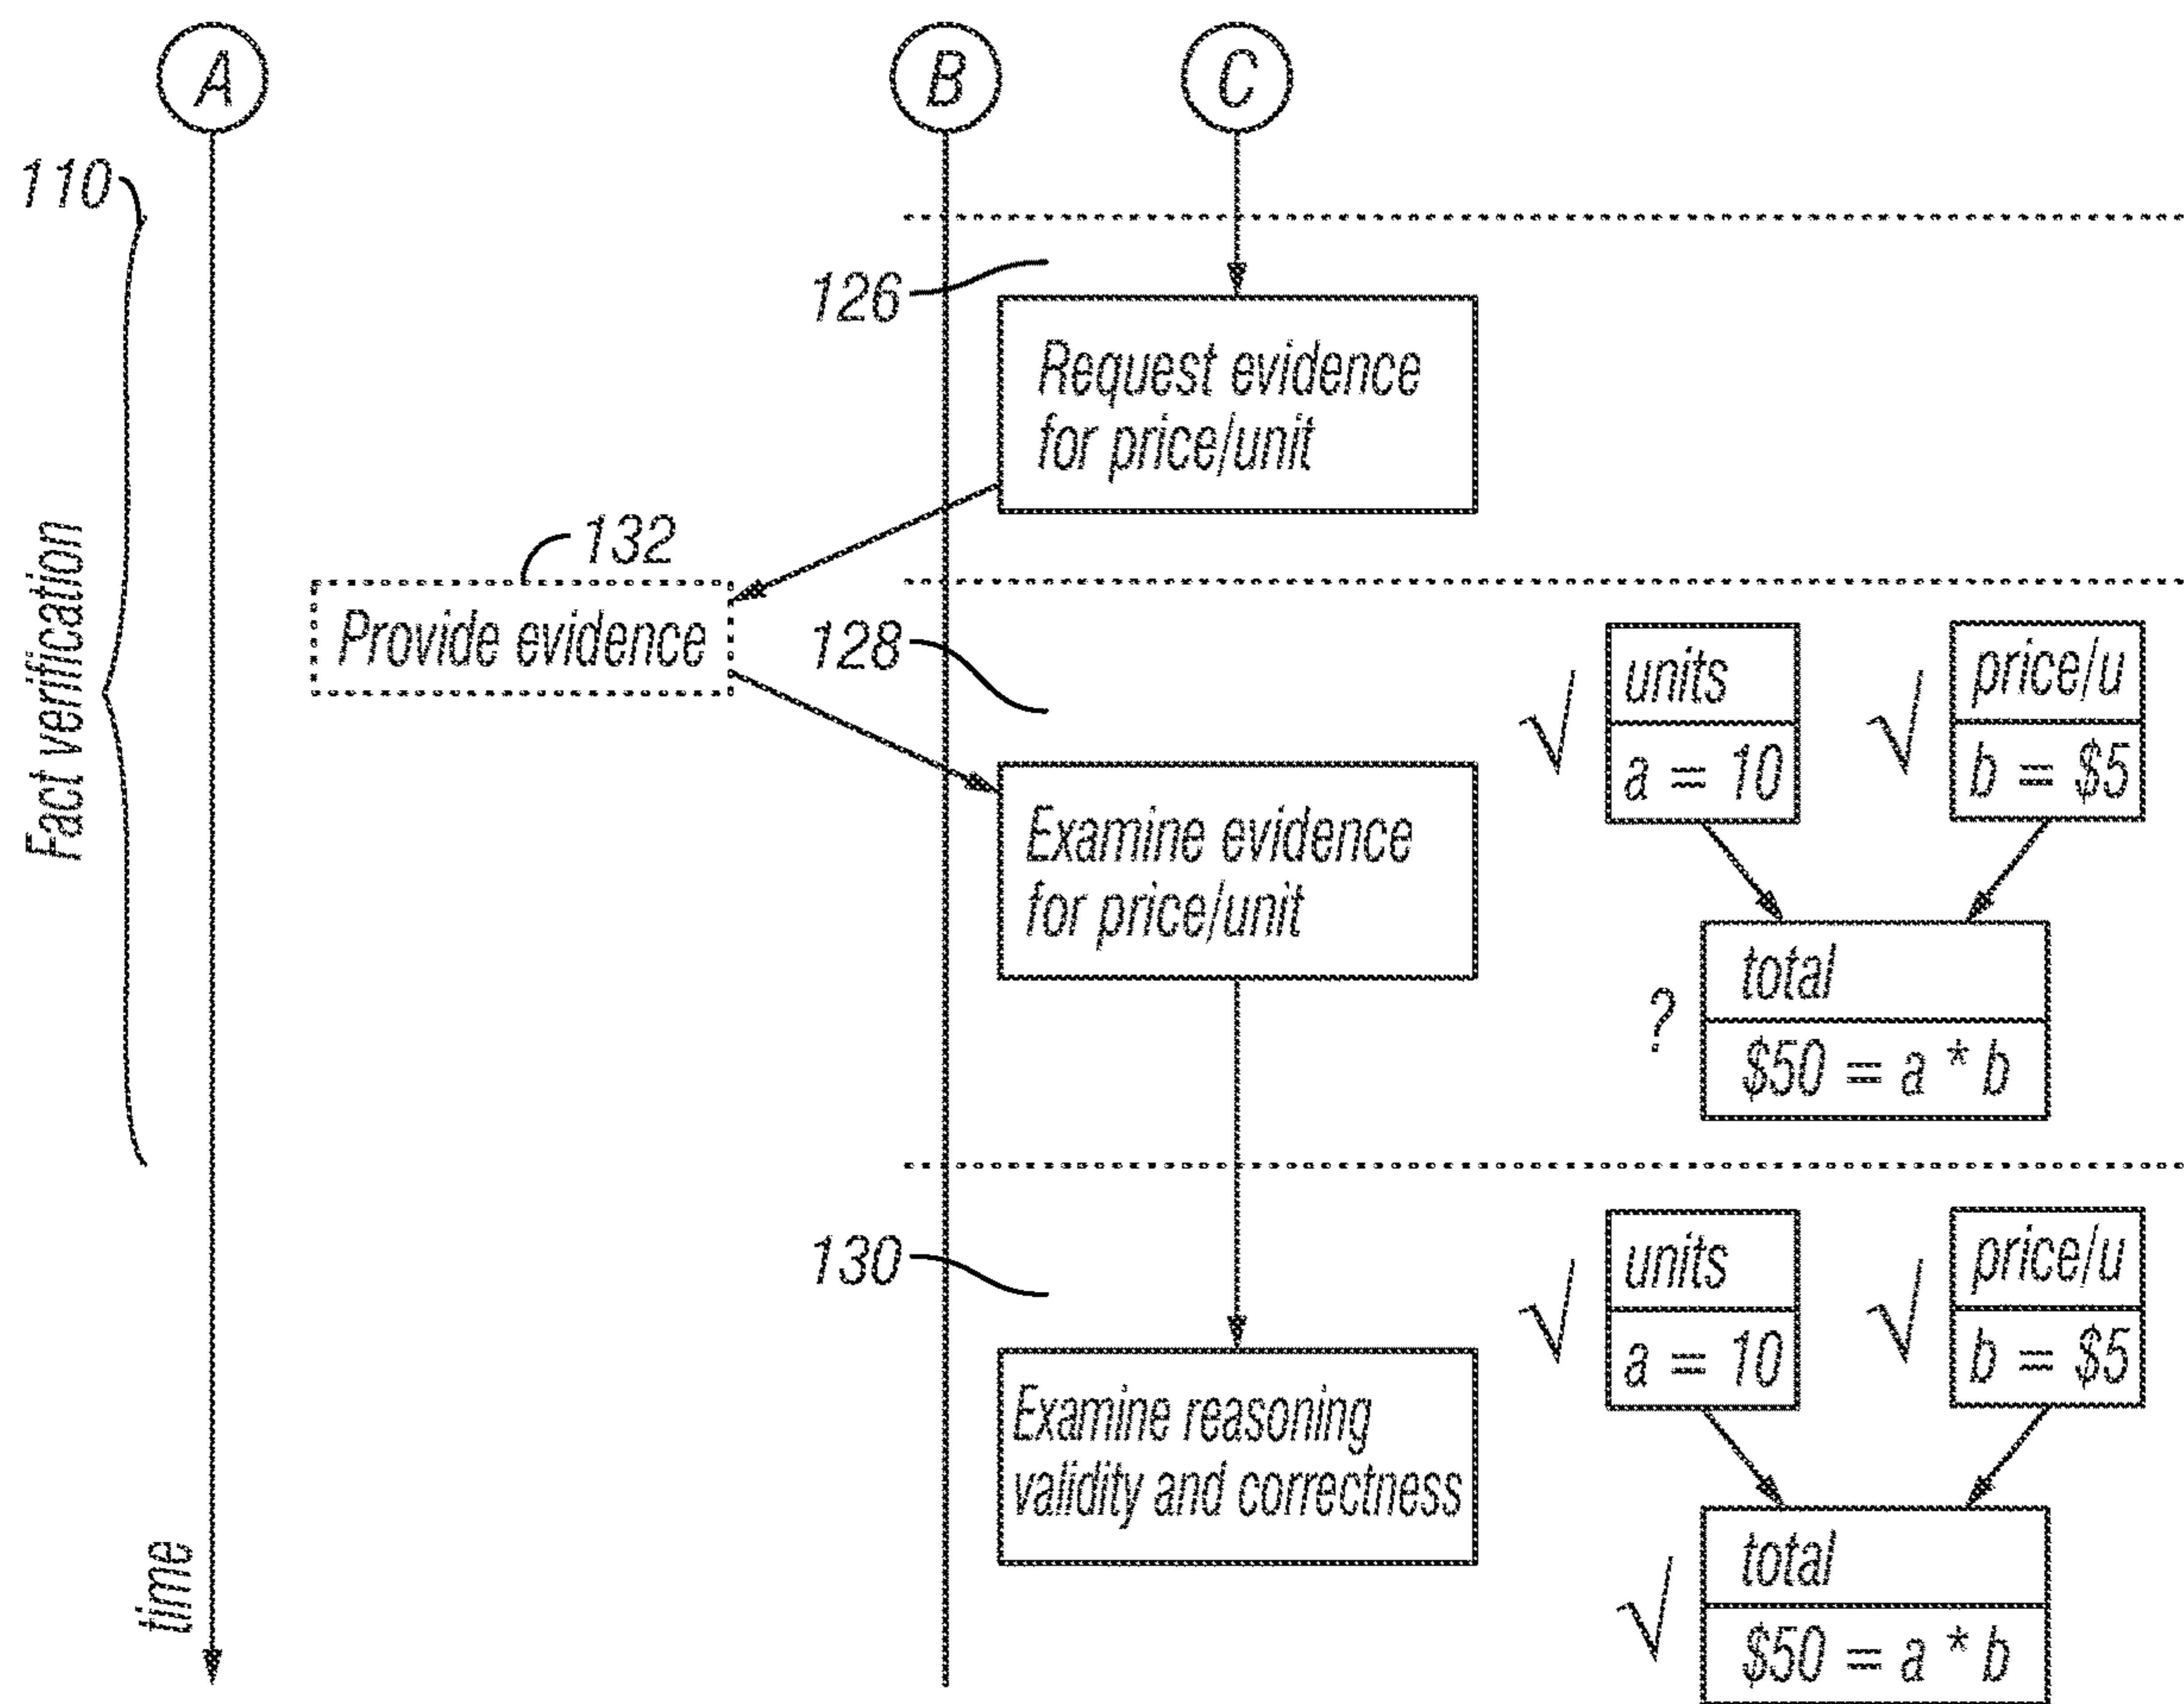 A
B
C
110
126
Request evidence
for price/unit
132
Provide evidence
Fact verification
128
units
a = 10
price/u
b = $5
Examine evidence
for price/unit
total
?
$50 = a * b
130
units
a = 10
price/u
b = $5
Examine reasoning
validity and correctness
total
$50 = a * b
time